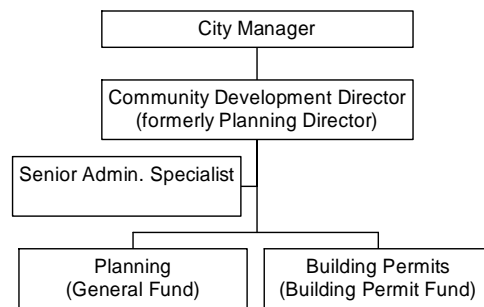 City Manager
Community Development Director
(formerly Planning Director)
Senior Admin. Specialist
Planning
(General Fund)
Building Permits
(Building Permit Fund)